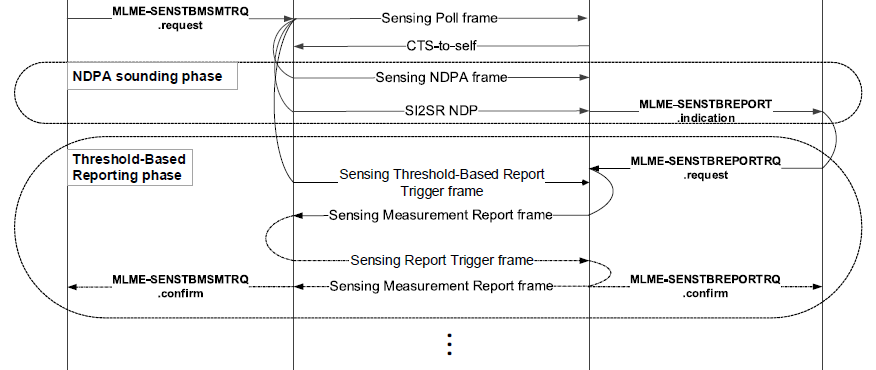 MLME-SENSTBMSMTRQ
.request
Sensing Poll frame
CTS-to-self
NDPA sounding phase
Sensing NDPA frame
SI2SR NDP
MLME-SENSTBREPORT
.indication
Threshold-Based
Reporting phase
MLME-SENSTBREPORTRQ
.request
Sensing Threshold-Based Report
Trigger frame
Sensing Measurement Report frame
Sensing Report Trigger frame
MLME-SENSTBMSMTRQ
.confirm
Sensing Measurement Report frame
MLME-SENSTBREPORTRQ
.confirm